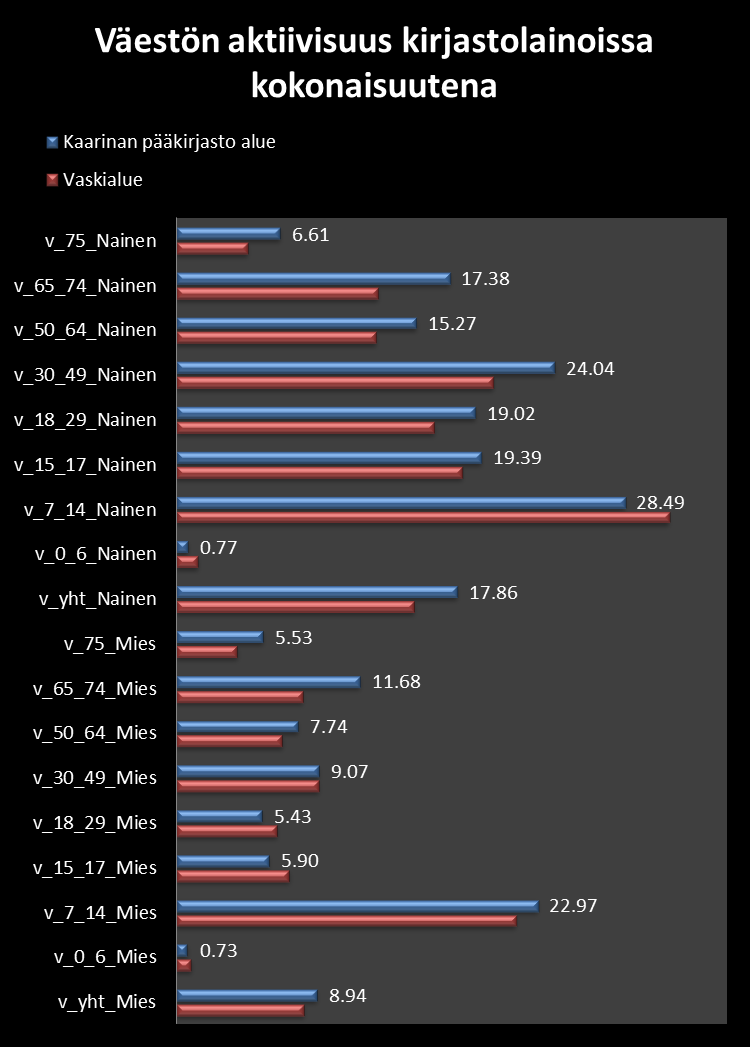 Väestön aktiivisuus kirjastolainoissa
kokonaisuutena
Kaarinan pääkirjasto alue
Vaskialue
v_75_Nainen 6.61
v_65_74_Nainen 17.38
v_50_64_Nainen 15.27
v_30_49_Nainen 24.04
v_18_29_Nainen 19.02
v_15_17_Nainen 19.39
v_7_14_Nainen 28.49
v_0_6_Nainen 0.77
v_yht_Nainen 17.86
v_75_Mies 5.53
v_65_74_Mies 11.68
v_50_64_Mies 7.74
v_30_49_Mies 9.07
v_18_29_Mies 5.43
v_15_17_Mies 5.90
v_7_14_Mies 22.97
v_0_6_Mies 0.73
v_yht_Mies 8.94